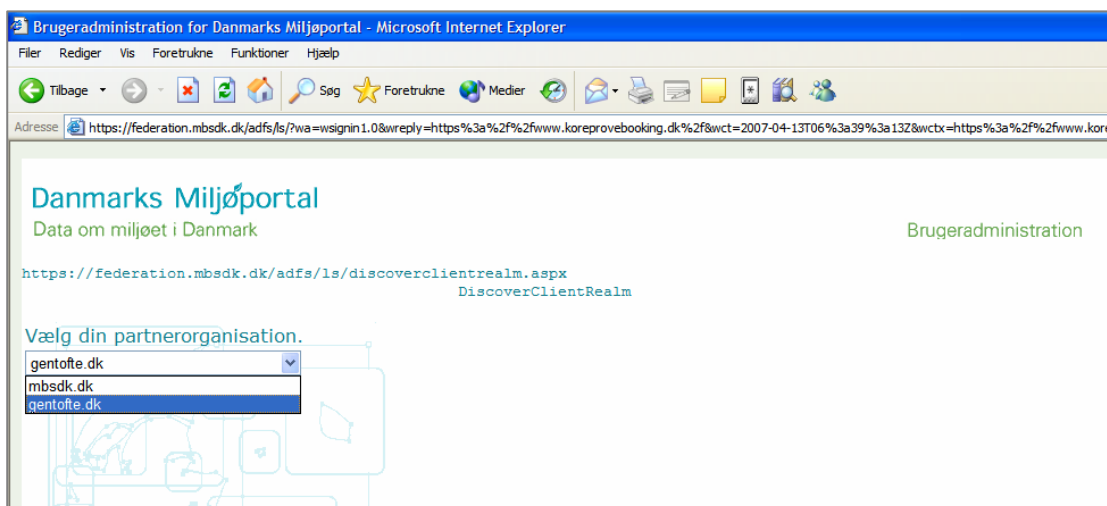 Brugeradministration for Danmarks Miljøportal - Microsoft Internet Explorer
Filer Rediger Vis Foretrukne Funktioner Hjælp
Tilbage Søg Foretrukne Medier
Adresse https://federation.mbsdk.dk/adfs/ls/?wa=wsignin1.0&wreply=https%3a%2f%2fwww.koreprovebooking.dk%2f&wct=2007-04-13T06%3a39%3a13Z&wctx=https%3a%2f%2fwww.kore
Danmarks Miljøportal
Data om miljøet i Danmark Brugeradministration
https://federation.mbsdk.dk/adfs/ls/discoverclientrealm.aspx
DiscoverClientRealm
Vælg din partnerorganisation.
gentofte.dk
mbsdk.dk
gentofte.dk